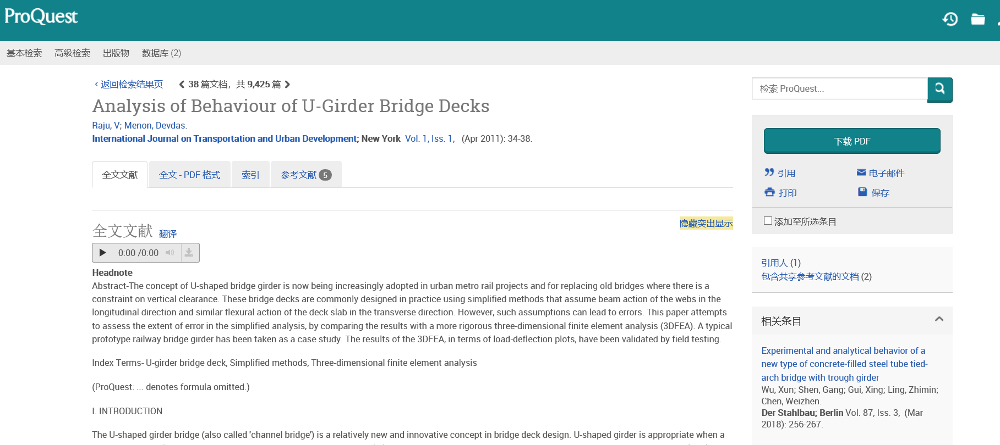 ProQuest
基本检索 高级检索 出版物 数据库 (2)
‹ 返回检索结果页 38 篇文档，共 9,425 篇
检索 ProQuest...
Analysis of Behaviour of U-Girder Bridge Decks
Raju, V; Menon, Devdas.
International Journal on Transportation and Urban Development; New York Vol. 1, Iss. 1, (Apr 2011): 34-38.
下载 PDF
全文文献 全文 - PDF 格式 索引 参考文献 5
引用 电子邮件
打印 保存
添加至所选条目
隐藏突出显示
全文文献 翻译
0:00 /0:00
Headnote
Abstract-The concept of U-shaped bridge girder is now being increasingly adopted in urban metro rail projects and for replacing old bridges where there is a
constraint on vertical clearance. These bridge decks are commonly designed in practice using simplified methods that assume beam action of the webs in the
longitudinal direction and similar flexural action of the deck slab in the transverse direction. However, such assumptions can lead to errors. This paper attempts
to assess the extent of error in the simplified analysis, by comparing the results with a more rigorous three-dimensional finite element analysis (3DFEA). A typical
prototype railway bridge girder has been taken as a case study. The results of the 3DFEA, in terms of load-deflection plots, have been validated by field testing.
Index Terms- U-girder bridge deck, Simplified methods, Three-dimensional finite element analysis
(ProQuest: ... denotes formula omitted.)
I. INTRODUCTION
The U-shaped girder bridge (also called 'channel bridge') is a relatively new and innovative concept in bridge deck design. U-shaped girder is appropriate when a
引用人 (1)
包含共享参考文献的文档 (2)
相关条目
Experimental and analytical behavior of a
new type of concrete-filled steel tube tied-
arch bridge with trough girder
Wu, Xun; Shen, Gang; Gui, Xing; Ling, Zhimin;
Chen, Weizhen.
Der Stahlbau; Berlin Vol. 87, Iss. 3, (Mar
2018): 256-267.